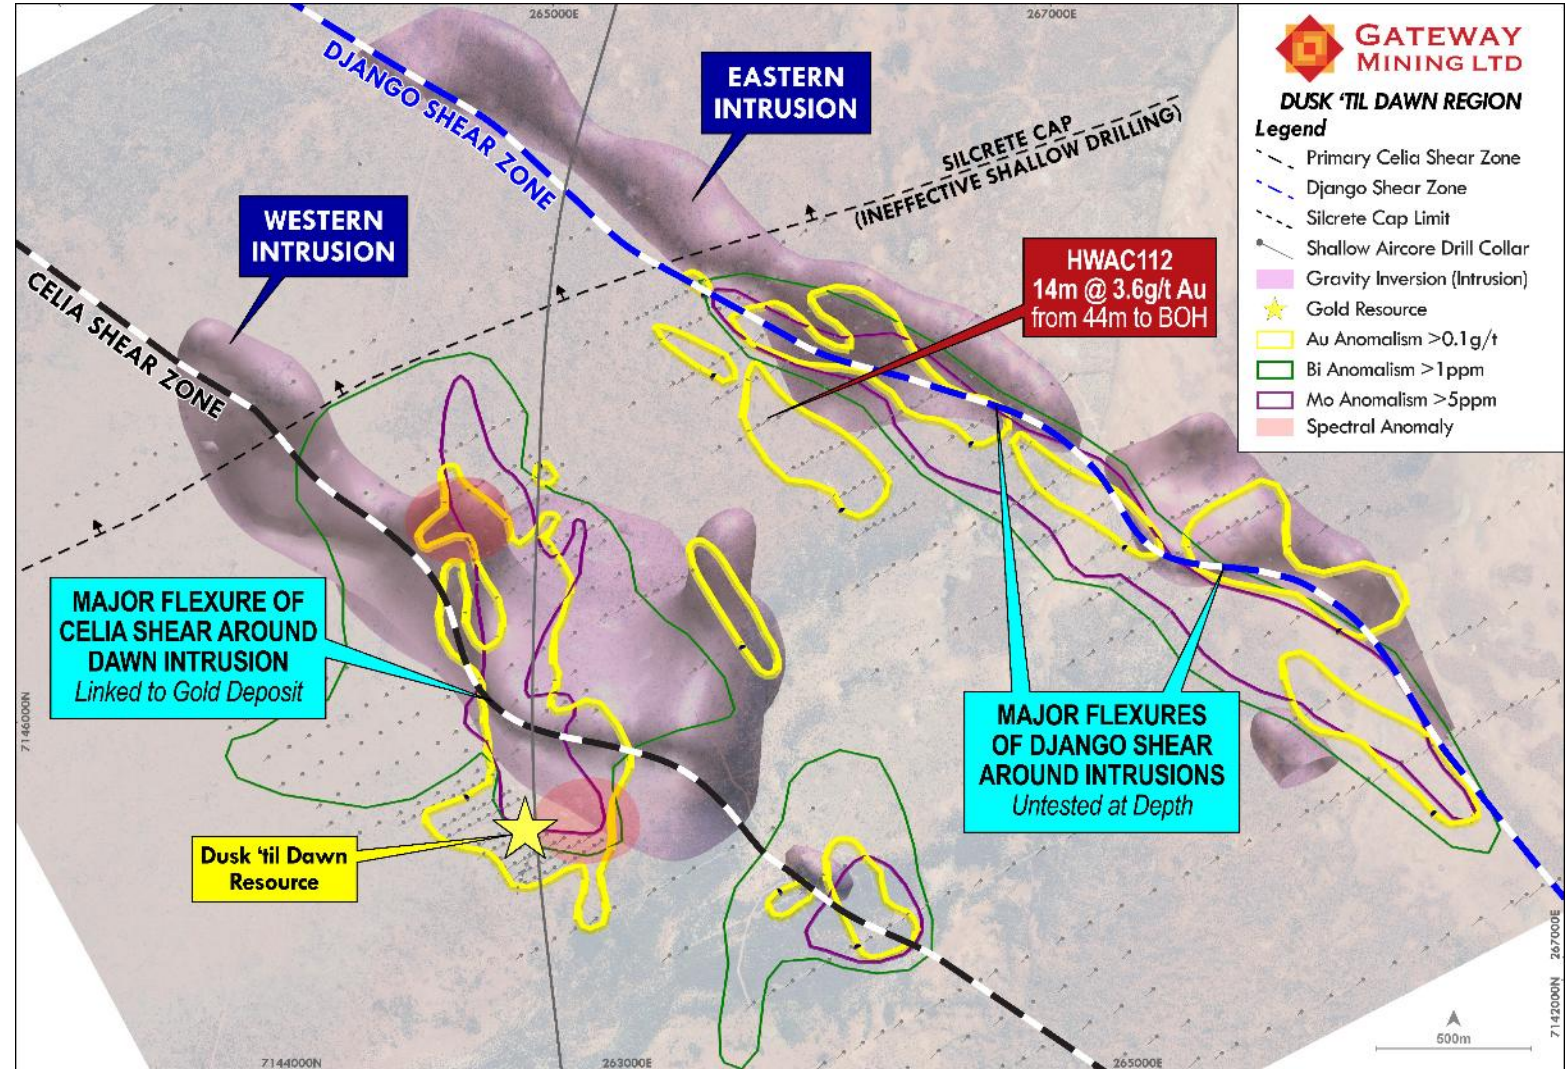 265000E
267000E
GATEWAY
MINING LTD
DUSK ‘TIL DAWN REGION
Legend
Primary Celia Shear Zone
Django Shear Zone
Silcrete Cap Limit
Shallow Aircore Drill Collar
Gravity Inversion (Intrusion)
Gold Resource
Au Anomalism >0.1g/t
Bi Anomalism >1ppm
Mo Anomalism >5ppm
Spectral Anomaly
DJANGO SHEAR ZONE
EASTERN
INTRUSION
SILCRETE CAP
(INEFFECTIVE SHALLOW DRILLING)
WESTERN
INTRUSION
HWAC112
14m @ 3.6g/t Au
from 44m to BOH
CELIA SHEAR ZONE
MAJOR FLEXURE OF
CELIA SHEAR AROUND
DAWN INTRUSION
Linked to Gold Deposit
7146000N
MAJOR FLEXURES
OF DJANGO SHEAR
AROUND INTRUSIONS
Untested at Depth
Dusk ‘til Dawn
Resource
267000E
7142000N
500m
7144000N
263000E
265000E